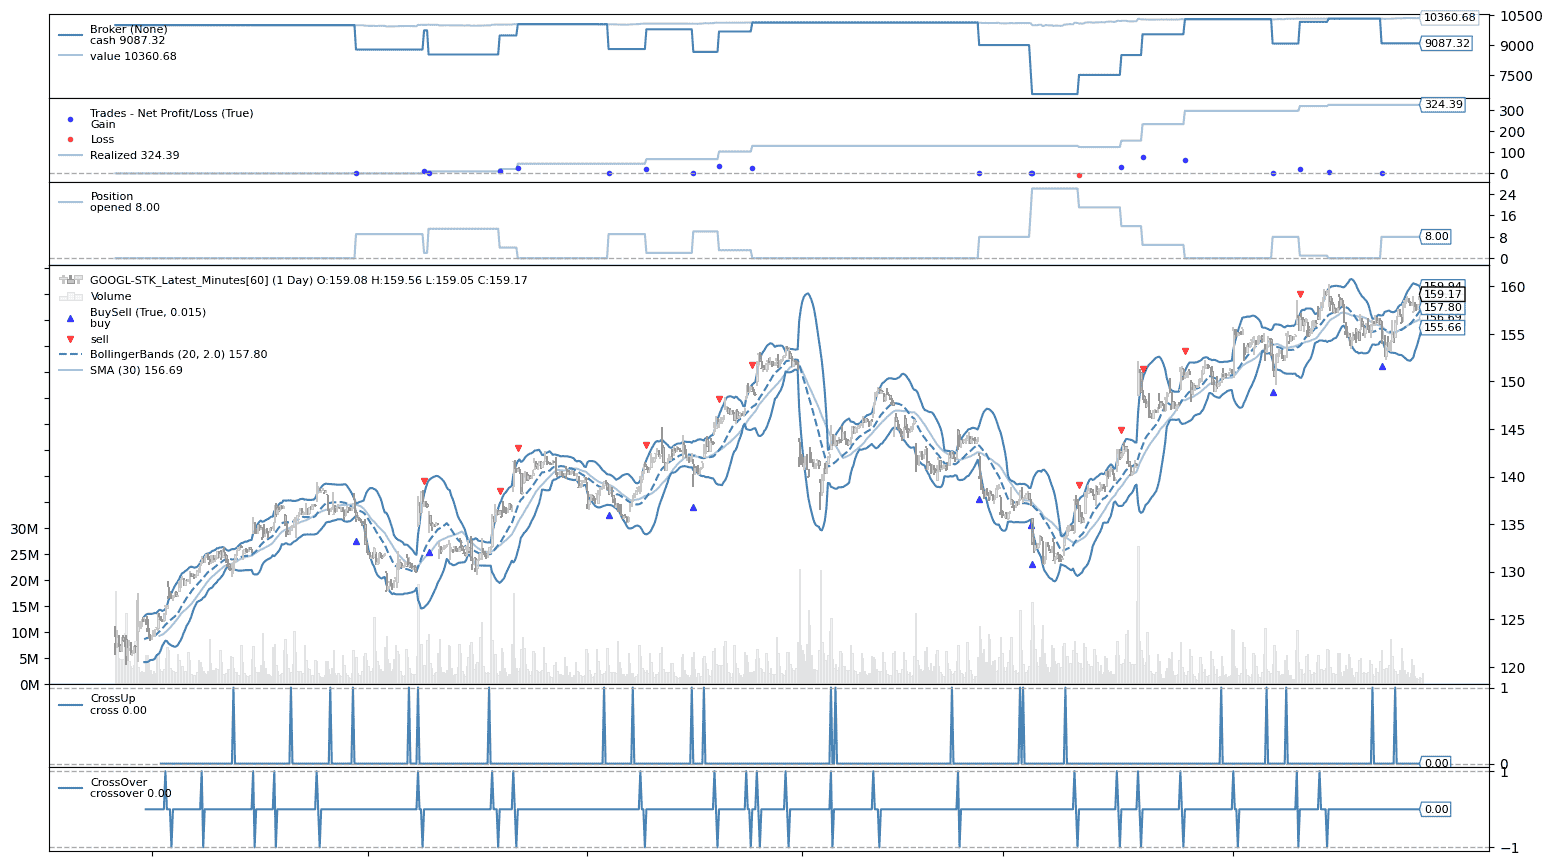 Broker (None)
cash 9087.32
value 10360.68
10360.68
9087.32
10500
9000
7500
Trades - Net Profit/Loss (True)
Gain
Loss
Realized 324.39
324.39
300
200
100
0
Position
opened 8.00
8.00
24
16
8
0
GOOGL-STK_Latest_Minutes[60] (1 Day) O:159.08 H:159.56 L:159.05 C:159.17
Volume
BuySell (True, 0.015)
buy
sell
BollingerBands (20, 2.0) 157.80
SMA (30) 156.69
159.94
159.17
157.80
156.69
155.66
160
155
150
145
140
135
130
125
120
30M
25M
20M
15M
10M
5M
0M
CrossUp
cross 0.00
0.00
1
0
CrossOver
crossover 0.00
0.00
1
−1